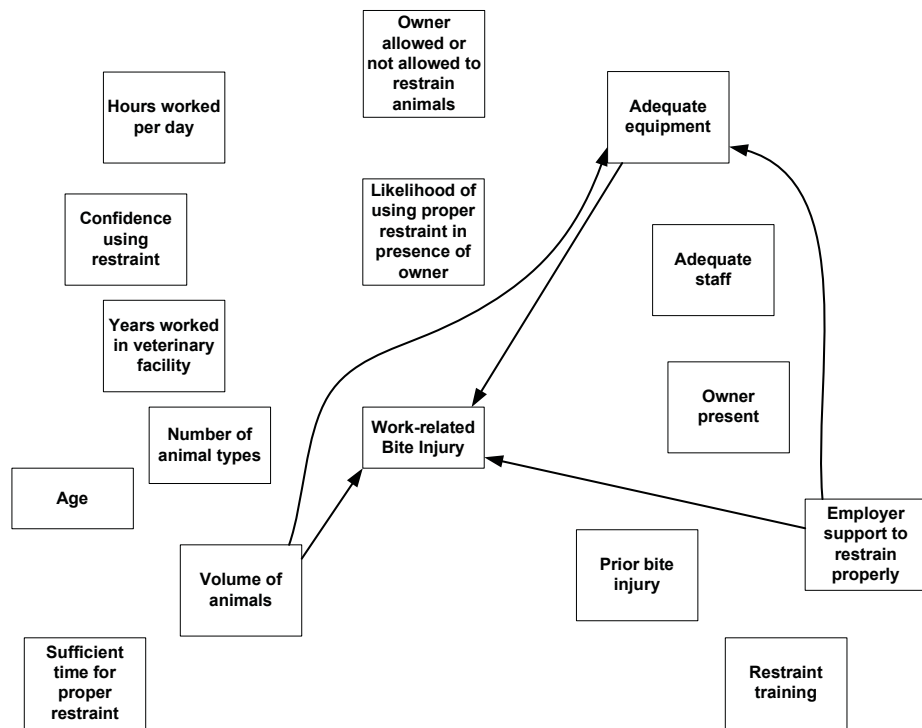 Owner
allowed or
not allowed to
restrain
animals
Hours worked
per day
Adequate
equipment
Confidence
using
restraint
Likelihood of
using proper
restraint in
presence of
owner
Adequate
staff
Years worked
in veterinary
facility
Owner
present
Number of
animal types
Work-related
Bite Injury
Age
Employer
support to
restrain
properly
Volume of
animals
Prior bite
injury
Sufficient
time for
proper
restraint
Restraint
training